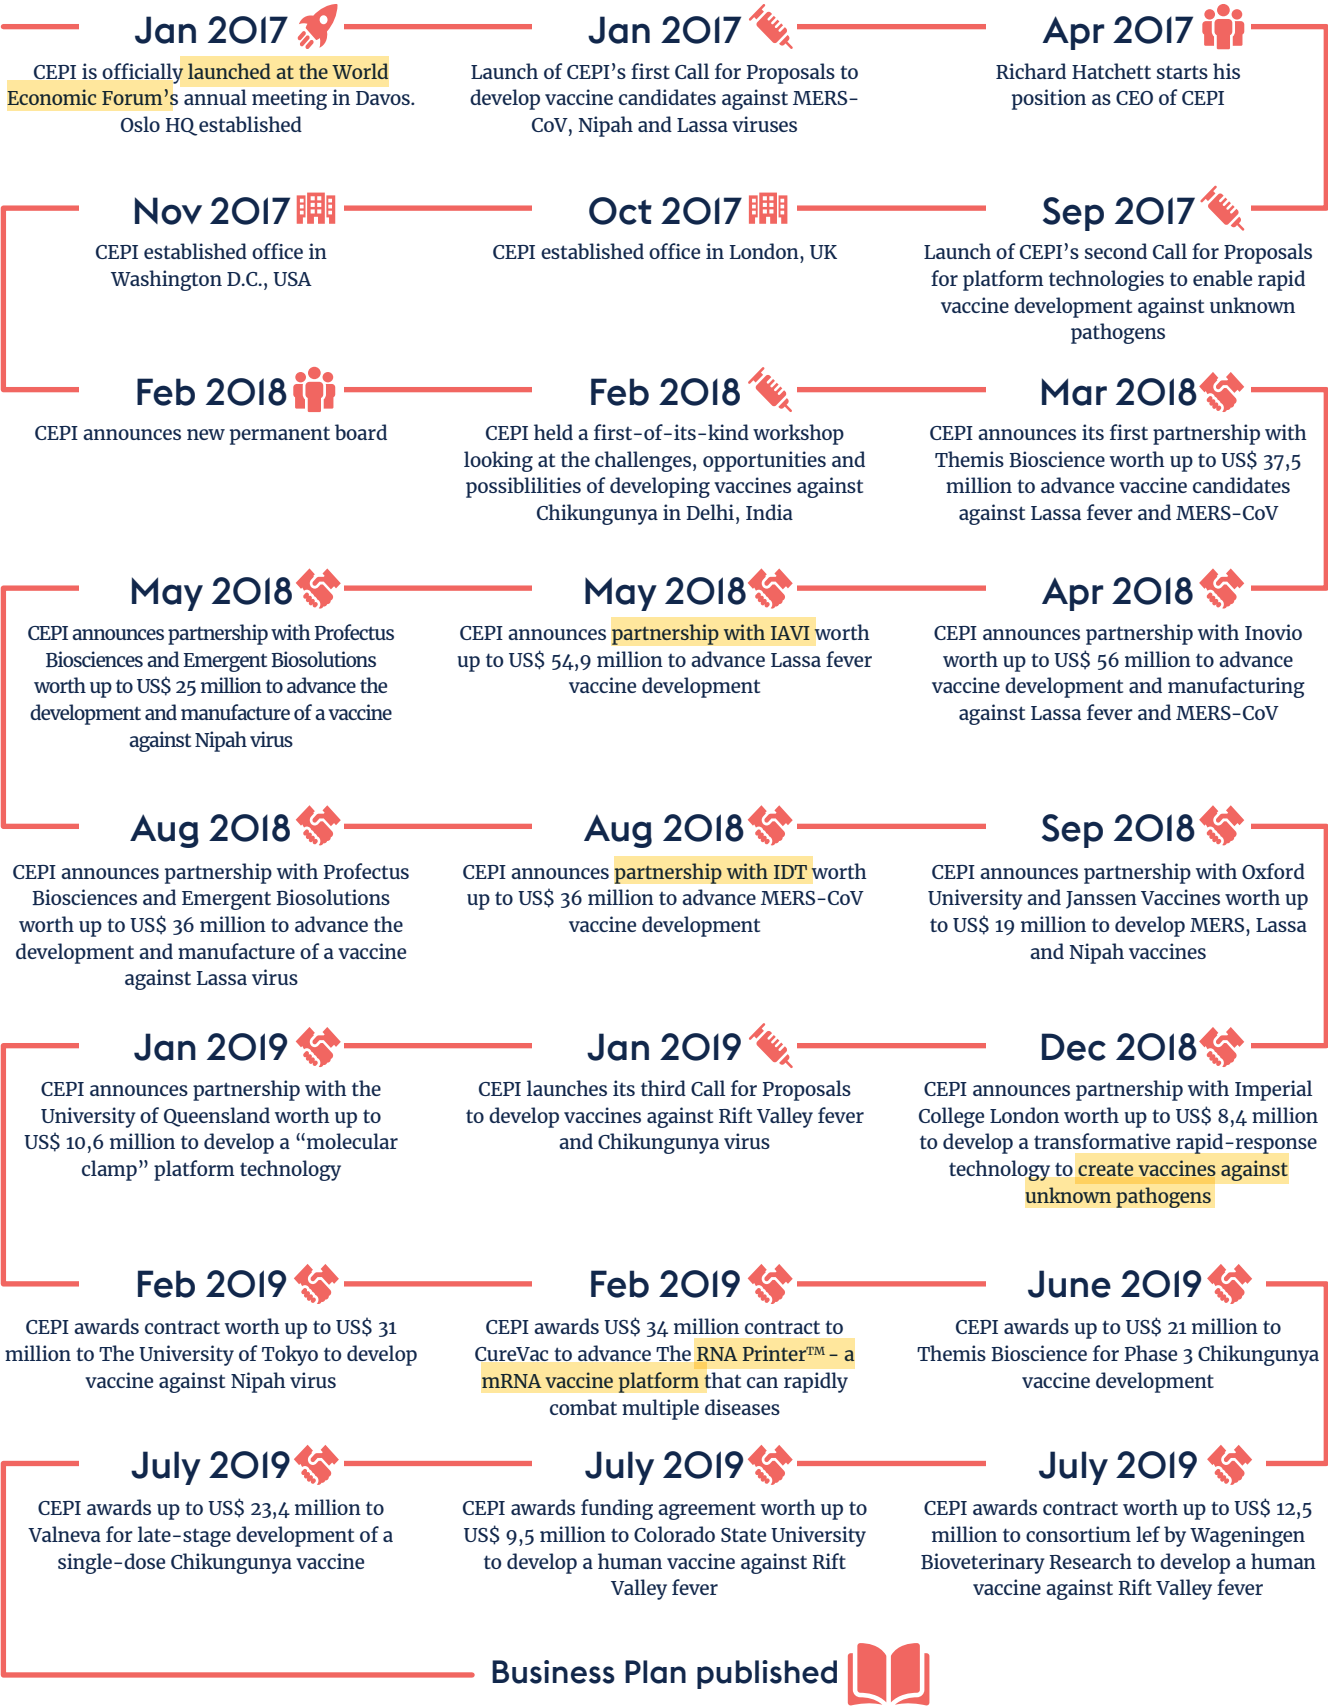 Jan 2017
CEPI is officially launched at the World
Economic Forum's annual meeting in Davos.
Oslo HQ established
Jan 2017
Launch of CEPI's first Call for Proposals to
develop vaccine candidates against MERS-
CoV, Nipah and Lassa viruses
Apr 2017
Richard Hatchett starts his
position as CEO of CEPI
Sep 2017
Launch of CEPI's second Call for Proposals
for platform technologies to enable rapid
vaccine development against unknown
pathogens
Oct 2017
CEPI established office in London, UK
Nov 2017
CEPI established office in
Washington D.C., USA
Feb 2018
CEPI announces new permanent board
Feb 2018
CEPI held a first-of-its-kind workshop
looking at the challenges, opportunities and
possiblilities of developing vaccines against
Chikungunya in Delhi, India
Mar 2018
CEPI announces its first partnership with
Themis Bioscience worth up to US$ 37,5
million to advance vaccine candidates
against Lassa fever and MERS-CoV
Apr 2018
CEPI announces partnership with Inovio
worth up to US$ 56 million to advance
vaccine development and manufacturing
against Lassa fever and MERS-CoV
May 2018
CEPI announces partnership with IAVI worth
up to US$ 54,9 million to advance Lassa fever
vaccine development
May 2018
CEPI announces partnership with Profectus
Biosciences and Emergent Biosolutions
worth up to US$ 25 million to advance the
development and manufacture of a vaccine
against Nipah virus
Aug 2018
CEPI announces partnership with Profectus
Biosciences and Emergent Biosolutions
worth up to US$ 36 million to advance the
development and manufacture of a vaccine
against Lassa virus
Aug 2018
CEPI announces partnership with IDT worth
up to US$ 36 million to advance MERS-CoV
vaccine development
Sep 2018
CEPI announces partnership with Oxford
University and Janssen Vaccines worth up
to US$ 19 million to develop MERS, Lassa
and Nipah vaccines
Dec 2018
CEPI announces partnership with Imperial
College London worth up to US$ 8,4 million
to develop a transformative rapid-response
technology to create vaccines against
unknown pathogens
Jan 2019
CEPI launches its third Call for Proposals
to develop vaccines against Rift Valley fever
and Chikungunya virus
Jan 2019
CEPI announces partnership with the
University of Queensland worth up to
US$ 10,6 million to develop a “molecular
clamp” platform technology
Feb 2019
CEPI awards contract worth up to US$ 31
million to The University of Tokyo to develop
vaccine against Nipah virus
Feb 2019
CEPI awards US$ 34 million contract to
CureVac to advance The RNA Printer™ - a
mRNA vaccine platform that can rapidly
combat multiple diseases
June 2019
CEPI awards up to US$ 21 million to
Themis Bioscience for Phase 3 Chikungunya
vaccine development
July 2019
CEPI awards contract worth up to US$ 12,5
million to consortium lef by Wageningen
Bioveterinary Research to develop a human
vaccine against Rift Valley fever
July 2019
CEPI awards funding agreement worth up to
US$ 9,5 million to Colorado State University
to develop a human vaccine against Rift
Valley fever
July 2019
CEPI awards up to US$ 23,4 million to
Valneva for late-stage development of a
single-dose Chikungunya vaccine
Business Plan published